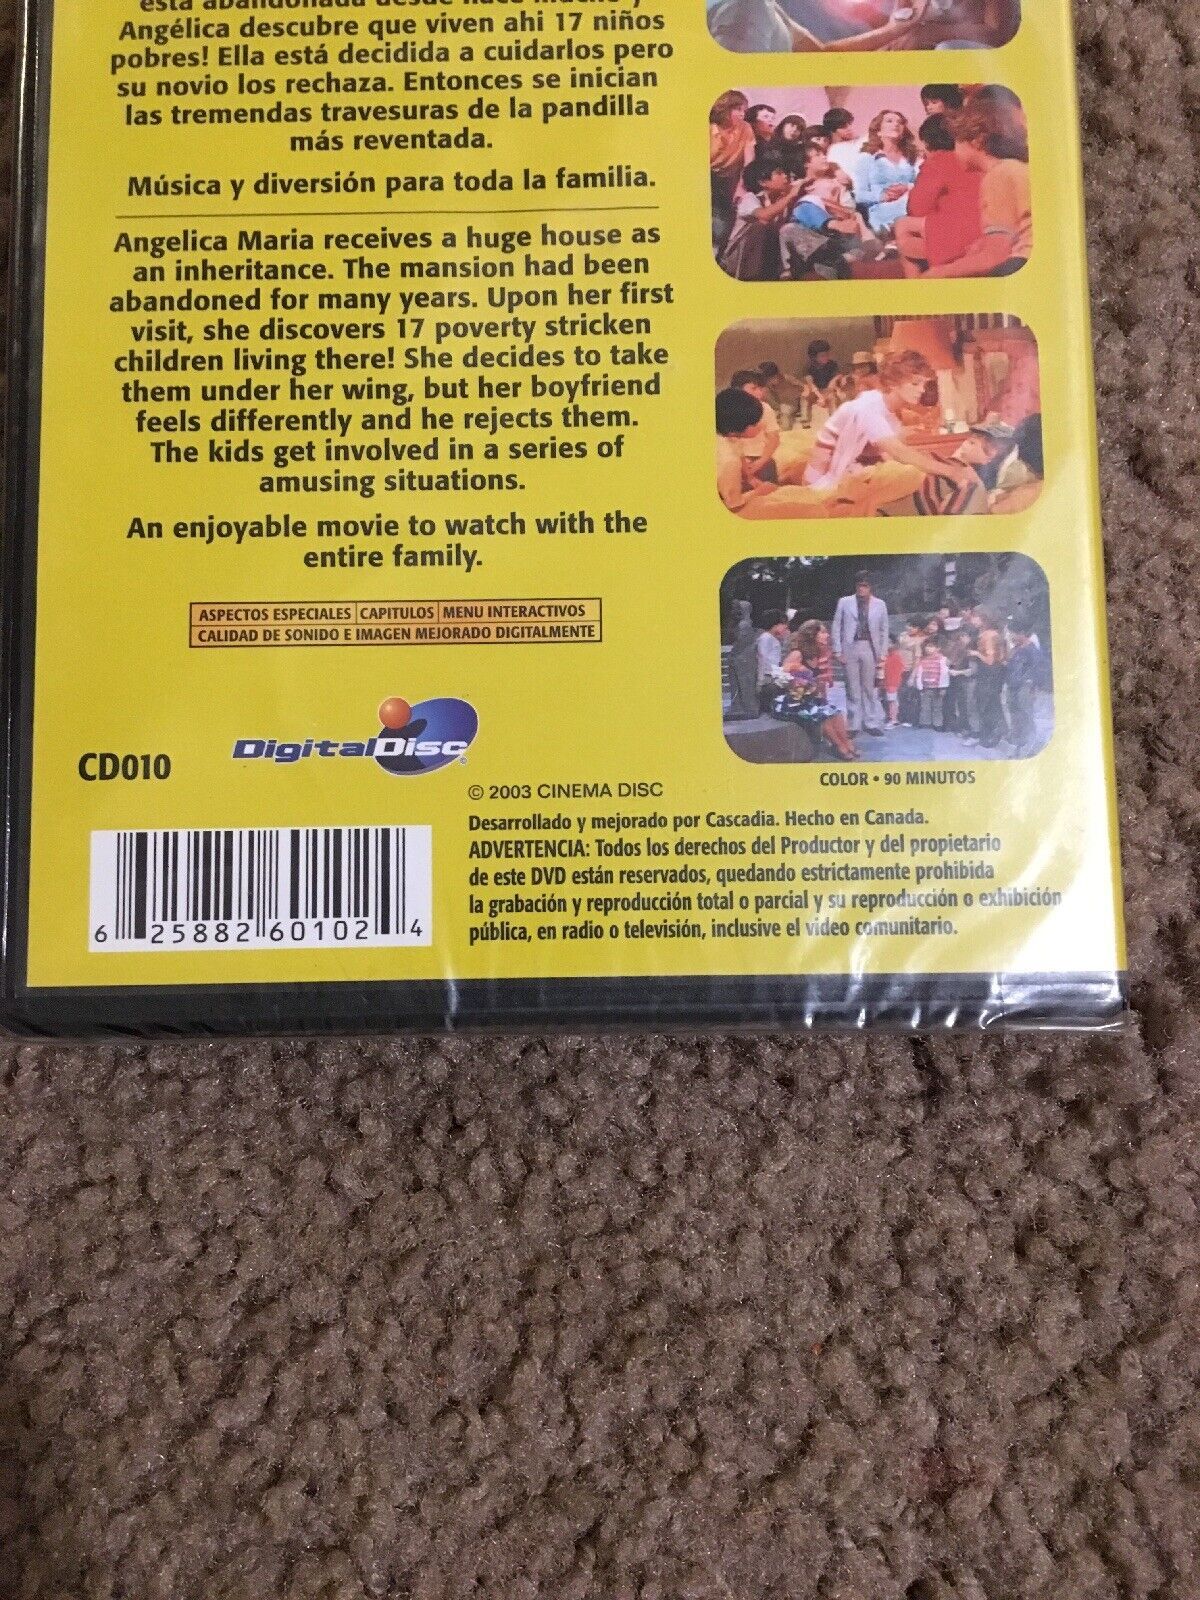 está abandonada desde hace mucho y
Angélica descubre que viven ahi 17 niños
pobres! Ella está decidida a cuidarlos pero
su novio los rechaza. Entonces se inician
las tremendas travesuras de la pandilla
más reventada.
Música y diversión para toda la familia.
Angelica Maria receives a huge house as
an inheritance. The mansion had been
abandoned for many years. Upon her first
visit, she discovers 17 poverty stricken
children living there! She decides to take
them under her wing, but her boyfriend
feels differently and he rejects them.
The kids get involved in a series of
amusing situations.
An enjoyable movie to watch with the
entire family.
ASPECTOS ESPECIALES CAPITULOS MENU INTERACTIVOS
CALIDAD DE SONIDO E IMAGEN MEJORADO DIGITALMENTE
CD010
DigitalDisc
COLOR • 90 MINUTOS
© 2003 CINEMA DISC
Desarrollado y mejorado por Cascadia. Hecho en Canada.
ADVERTENCIA: Todos los derechos del Productor y del propietario
de este DVD están reservados, quedando estrictamente prohibida
la grabación y reproducción total o parcial y su reproducción o exhibición
pública, en radio o televisión, inclusive el video comunitario.
6 25882 60102 4